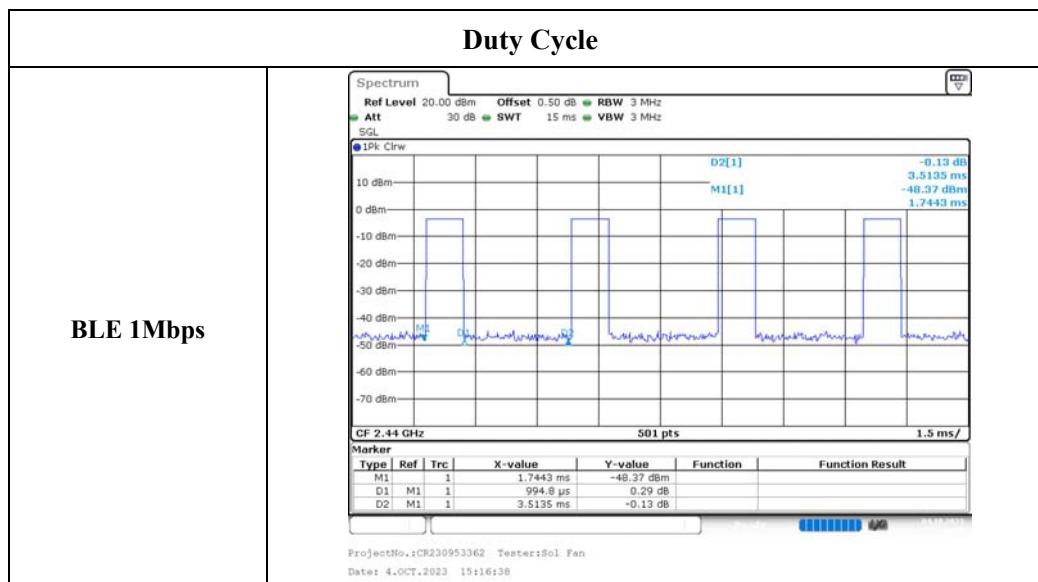 Duty Cycle
BLE 1Mbps
Spectrum
Ref Level 20.00 dBm Offset 0.50 dB RBW 3 MHz
Att 30 dB SWT 15 ms VBW 3 MHz
SGL
1Pk Clrw
D2[1] -0.13 dB
3.5135 ms
M1[1] -48.37 dBm
1.7443 ms
10 dBm
0 dBm
-10 dBm
-20 dBm
-30 dBm
-40 dBm
M1 D1 D2
-50 dBm
-60 dBm
-70 dBm
CF 2.44 GHz 501 pts 1.5 ms/
Marker
Type Ref Trc X-value Y-value Function Function Result
M1 1 1.7443 ms -48.37 dBm
D1 M1 1 994.8 µs 0.29 dB
D2 M1 1 3.5135 ms -0.13 dB
ProjectNo.:CR230953362 Tester:Sol Fan
Date: 4.OCT.2023 15:16:38